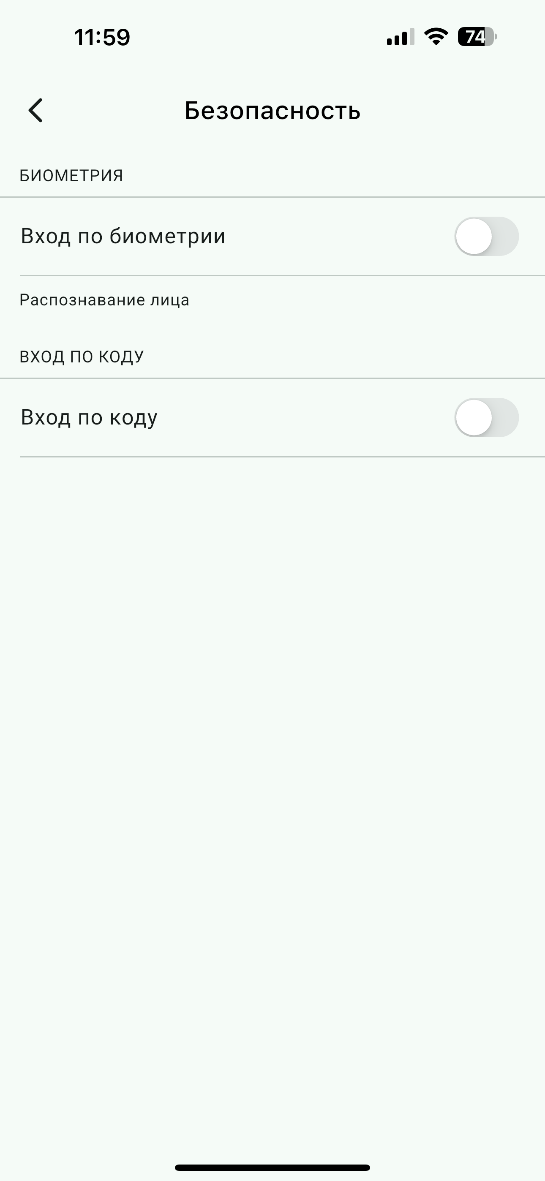 11:59
74
Безопасность
БИОМЕТРИЯ
Вход по биометрии
Распознавание лица
ВХОД ПО КОДУ
Вход по коду